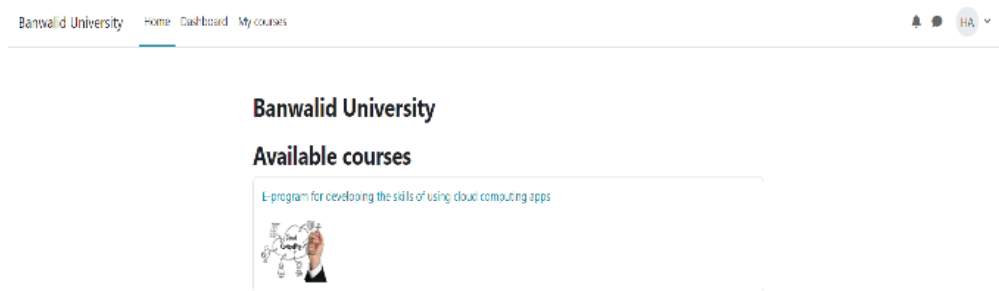 Banwalid University Home Dashboard My courses HA
Banwalid University
Available courses
E-program for developing the skills of using cloud computing apps
Cloud